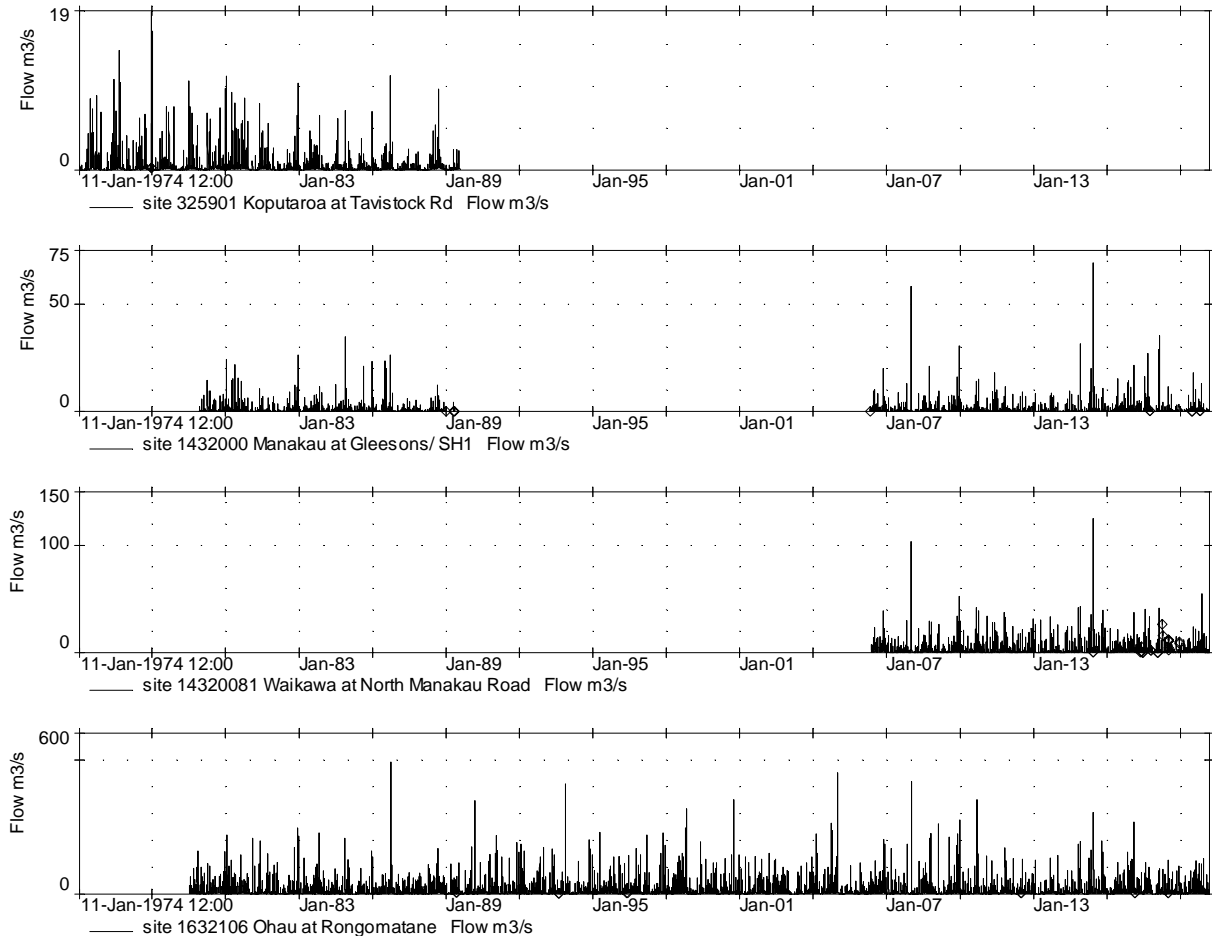 19
Flow m3/s
0
11-Jan-1974 12:00 Jan-83 Jan-89 Jan-95 Jan-01 Jan-07 Jan-13
site 325901 Koputaroa at Tavistock Rd Flow m3/s
75
50
Flow m3/s
0
11-Jan-1974 12:00 Jan-83 Jan-89 Jan-95 Jan-01 Jan-07 Jan-13
site 1432000 Manakau at Gleesons/ SH1 Flow m3/s
150
100
Flow m3/s
0
11-Jan-1974 12:00 Jan-83 Jan-89 Jan-95 Jan-01 Jan-07 Jan-13
site 14320081 Waikawa at North Manakau Road Flow m3/s
600
Flow m3/s
0
11-Jan-1974 12:00 Jan-83 Jan-89 Jan-95 Jan-01 Jan-07 Jan-13
site 1632106 Ohau at Rongomatane Flow m3/s